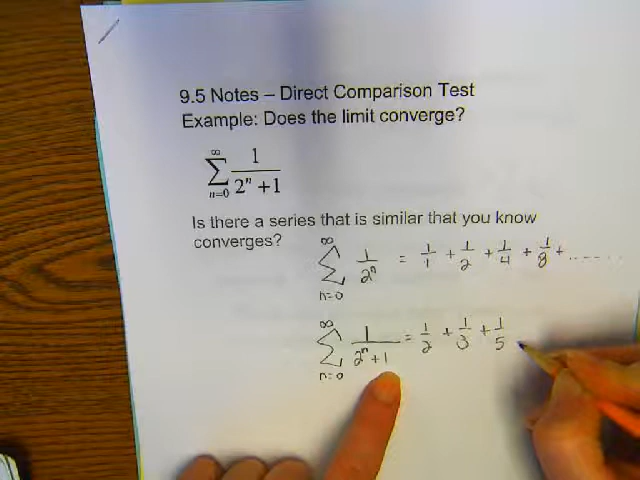 9.5 Notes – Direct Comparison Test
Example: Does the limit converge?
∞
∑ 1/(2ⁿ +1)
n=0
Is there a series that is similar that you know
converges?
∞
∑ 1/2ⁿ = 1/1 + 1/2 + 1/4 + 1/8 + ......
n=0
∞
∑ 1/(2ⁿ+1) = 1/2 + 1/3 + 1/5
n=0